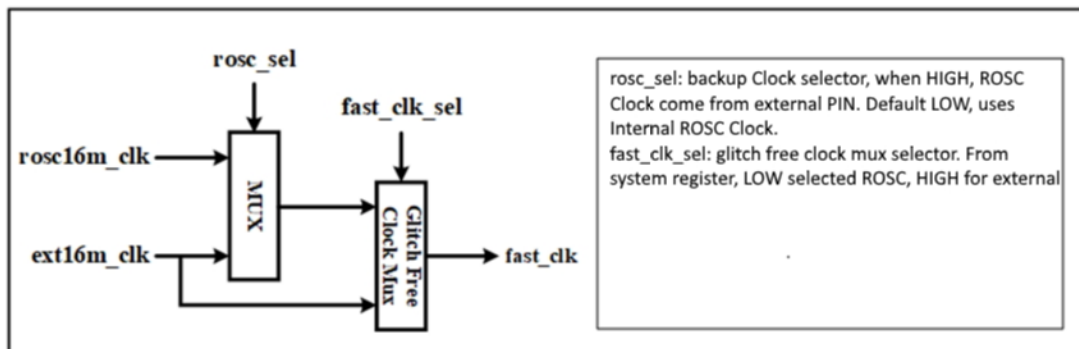 rosc_sel
fast_clk_sel
rosc16m_clk
MUX
ext16m_clk
Glitch Free
Clock Mux
fast_clk
rosc_sel: backup Clock selector, when HIGH, ROSC
Clock come from external PIN. Default LOW, uses
Internal ROSC Clock.
fast_clk_sel: glitch free clock mux selector. From
system register, LOW selected ROSC, HIGH for external